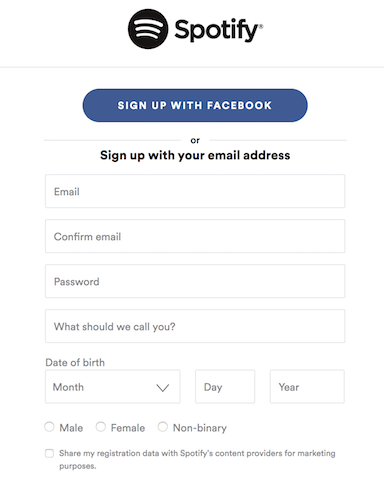 Spotify®
SIGN UP WITH FACEBOOK
or
Sign up with your email address
Email
Confirm email
Password
What should we call you?
Date of birth
Month Day Year
Male Female Non-binary
Share my registration data with Spotify's content providers for marketing
purposes.